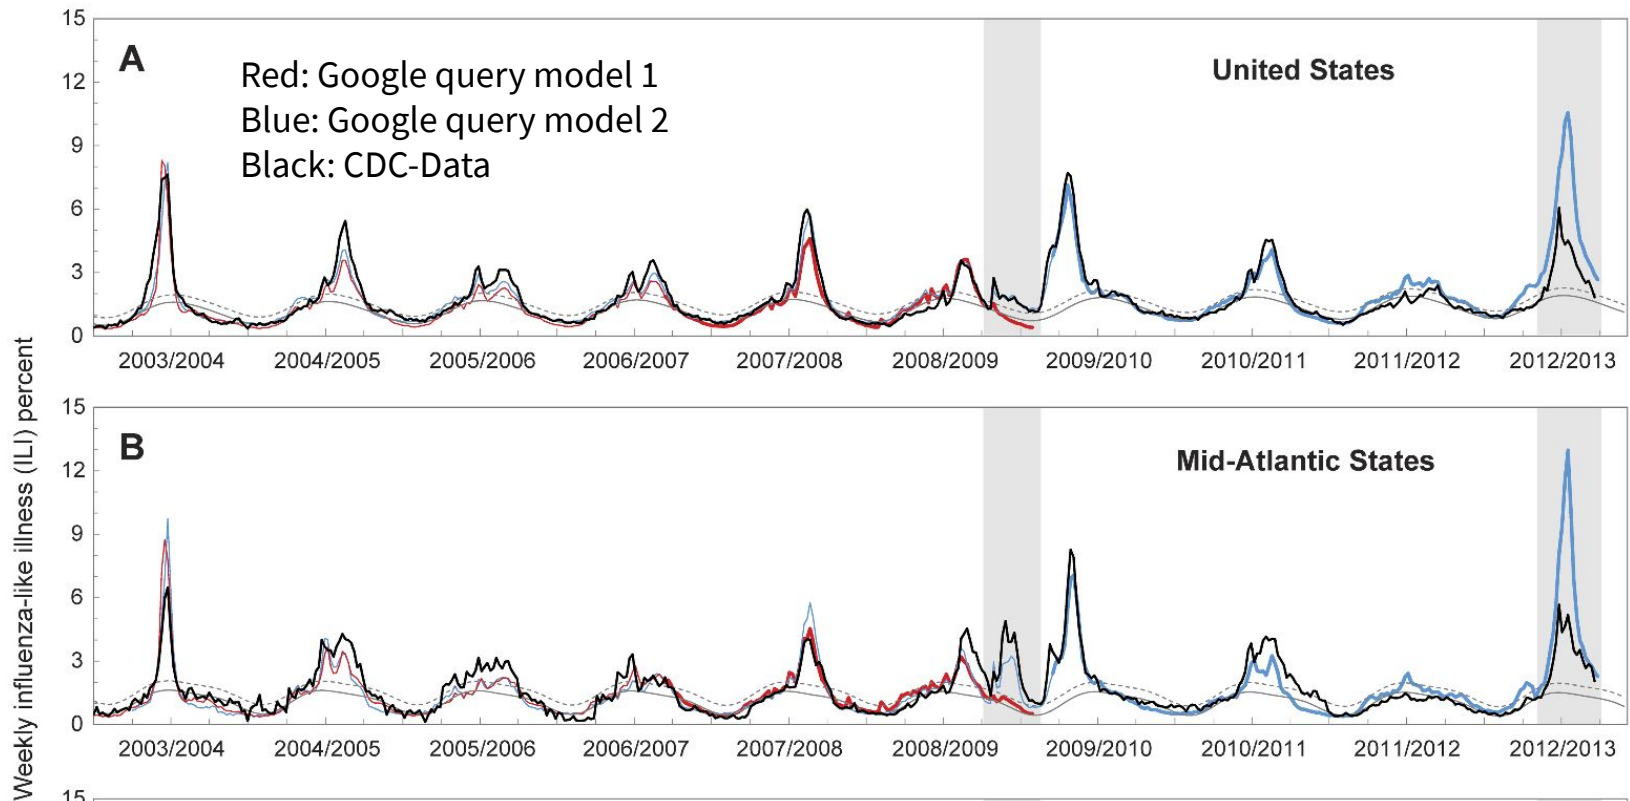 15
A
United States
Red: Google query model 1
12
Blue: Google query model 2
9
Black: CDC-Data
6
3
0
2003/2004 2004/2005 2005/2006 2006/2007 2007/2008 2008/2009 2009/2010 2010/2011 2011/2012 2012/2013
Weekly influenza-like illness (ILI) percent
15
B
Mid-Atlantic States
12
9
6
3
0
2003/2004 2004/2005 2005/2006 2006/2007 2007/2008 2008/2009 2009/2010 2010/2011 2011/2012 2012/2013
15